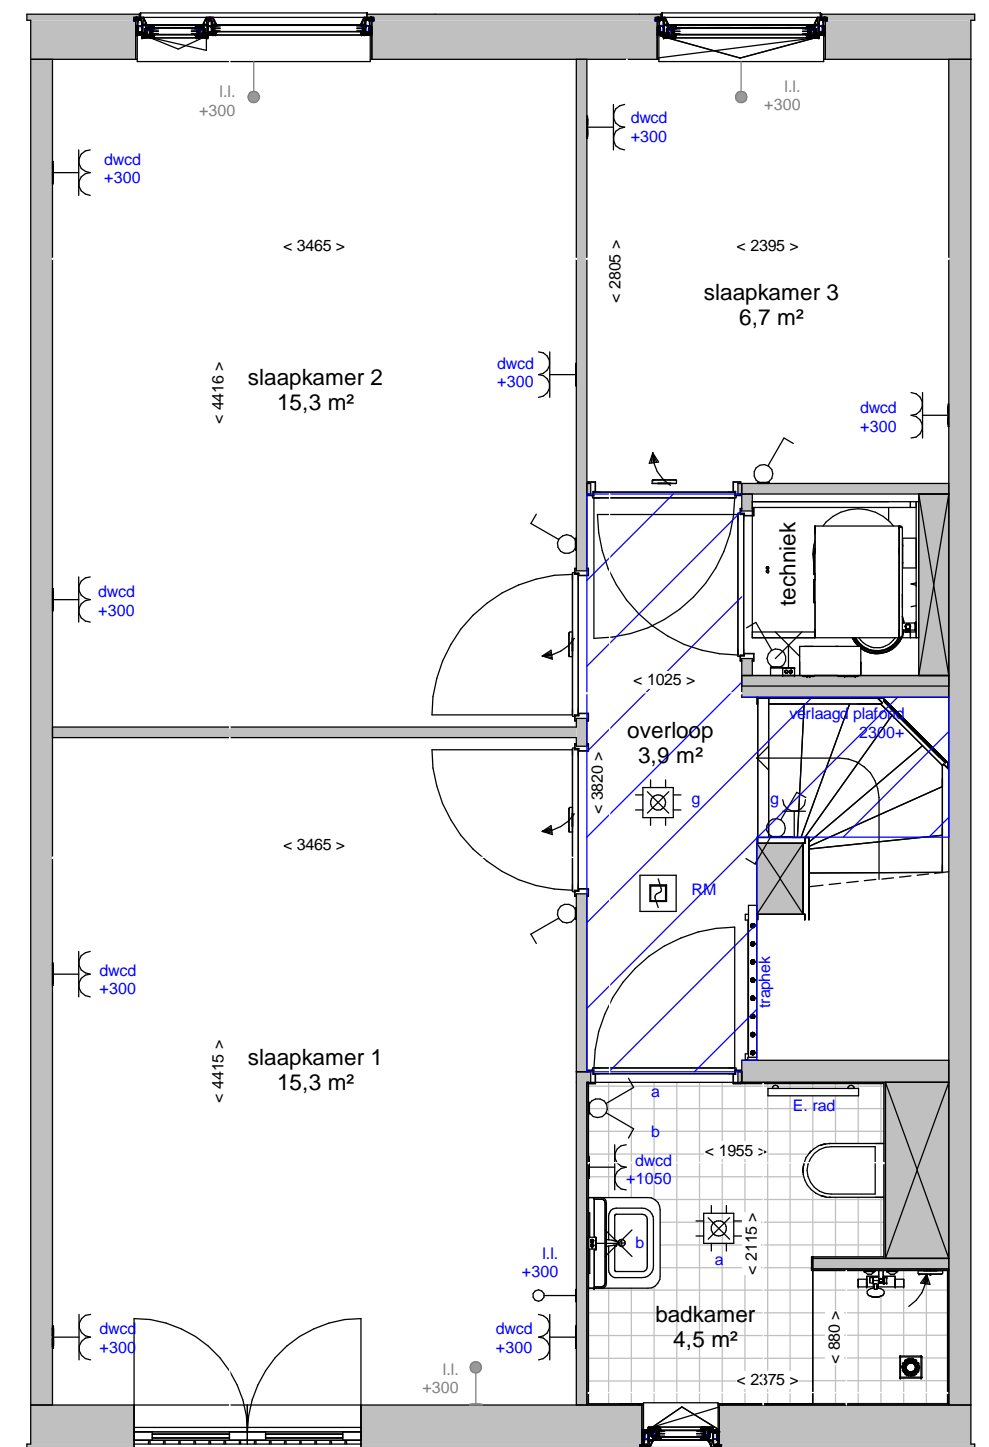 l.l.
+300
l.l.
+300
dwcd
+300
dwcd
+300
< 3465 >
< 2805 >
< 2395 >
slaapkamer 3
6,7 m²
< 4416 >
slaapkamer 2
15,3 m²
dwcd
+300
dwcd
+300
techniek
dwcd
+300
< 1025 >
verlaagd plafond
2300+
overloop
3,9 m²
< 3820 >
g
g
< 3465 >
RM
traphek
dwcd
+300
slaapkamer 1
15,3 m²
< 4415 >
a
E. rad
b
< 1955 >
dwcd
+1050
b
a
< 2115 >
l.l.
+300
badkamer
4,5 m²
dwcd
+300
dwcd
+300
< 880 >
l.l.
+300
< 2375 >